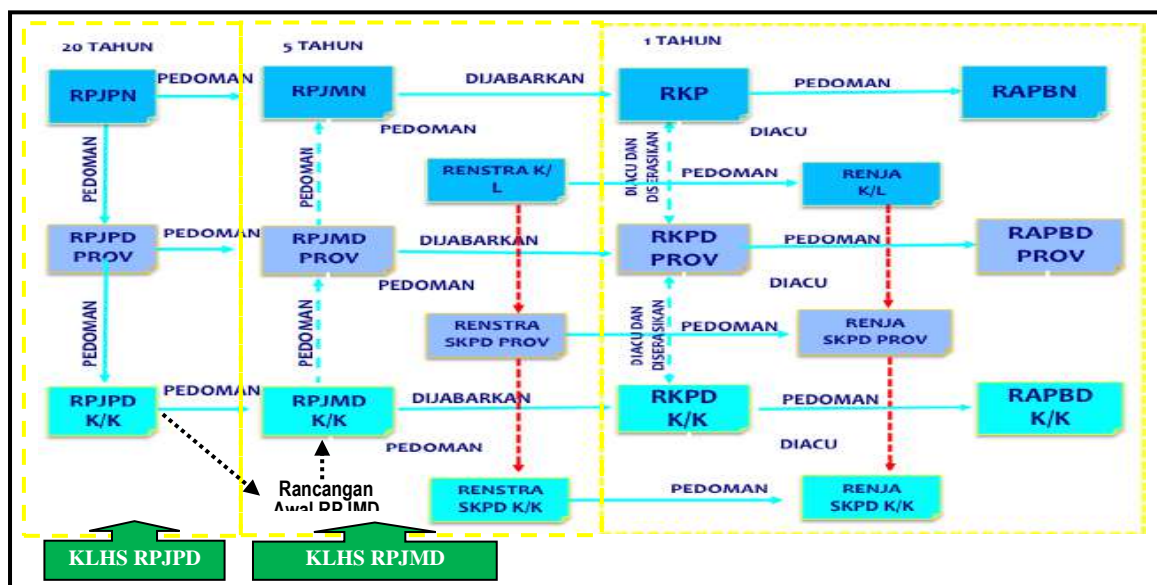 20 TAHUN
5 TAHUN
1 TAHUN
RPJPN
PEDOMAN
RPJMN
DIJABARKAN
RKP
PEDOMAN
RAPBN
PEDOMAN
PEDOMAN
PEDOMAN
DIACU DAN
DISERASIKAN
DIACU
RENSTRA K/
L
PEDOMAN
RENJA
K/L
RPJPD
PROV
PEDOMAN
RPJMD
PROV
DIJABARKAN
RKPD
PROV
PEDOMAN
RAPBD
PROV
PEDOMAN
PEDOMAN
PEDOMAN
DIACU DAN
DISERASIKAN
DIACU
RENSTRA
SKPD PROV
PEDOMAN
RENJA
SKPD PROV
RPJPD
K/K
PEDOMAN
RPJMD
K/K
DIJABARKAN
RKPD
K/K
PEDOMAN
RAPBD
K/K
PEDOMAN
DIACU
Rancangan
Awal RPJMD
RENSTRA
SKPD K/K
PEDOMAN
RENJA
SKPD K/K
KLHS RPJPD
KLHS RPJMD